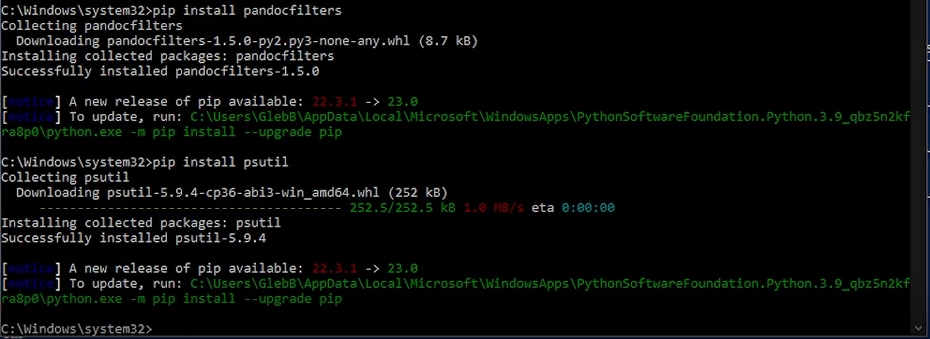 C:\Windows\system32>pip install pandocfilters
Collecting pandocfilters
  Downloading pandocfilters-1.5.0-py2.py3-none-any.whl (8.7 kB)
Installing collected packages: pandocfilters
Successfully installed pandocfilters-1.5.0

[notice] A new release of pip available: 22.3.1 -> 23.0
[notice] To update, run: C:\Users\GlebB\AppData\Local\Microsoft\WindowsApps\PythonSoftwareFoundation.Python.3.9_qbz5n2kf
ra8p0\python.exe -m pip install --upgrade pip

C:\Windows\system32>pip install psutil
Collecting psutil
  Downloading psutil-5.9.4-cp36-abi3-win_amd64.whl (252 kB)
     ---------------------------------------- 252.5/252.5 kB 1.0 MB/s eta 0:00:00
Installing collected packages: psutil
Successfully installed psutil-5.9.4

[notice] A new release of pip available: 22.3.1 -> 23.0
[notice] To update, run: C:\Users\GlebB\AppData\Local\Microsoft\WindowsApps\PythonSoftwareFoundation.Python.3.9_qbz5n2kf
ra8p0\python.exe -m pip install --upgrade pip

C:\Windows\system32>